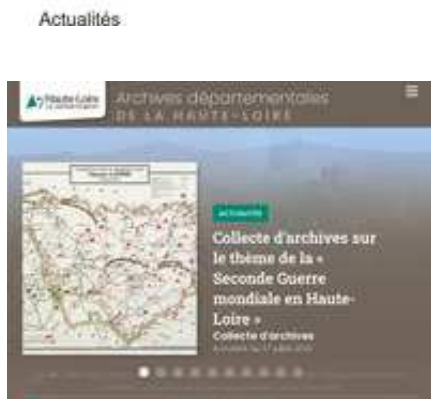 Actualités
Haute-Loire
Archives départementales
DE LA HAUTE-LOIRE
ACTUALITÉS
Collecte d'archives sur
le thème de la «
Seconde Guerre
mondiale en Haute-
Loire »
Collecte d'archives